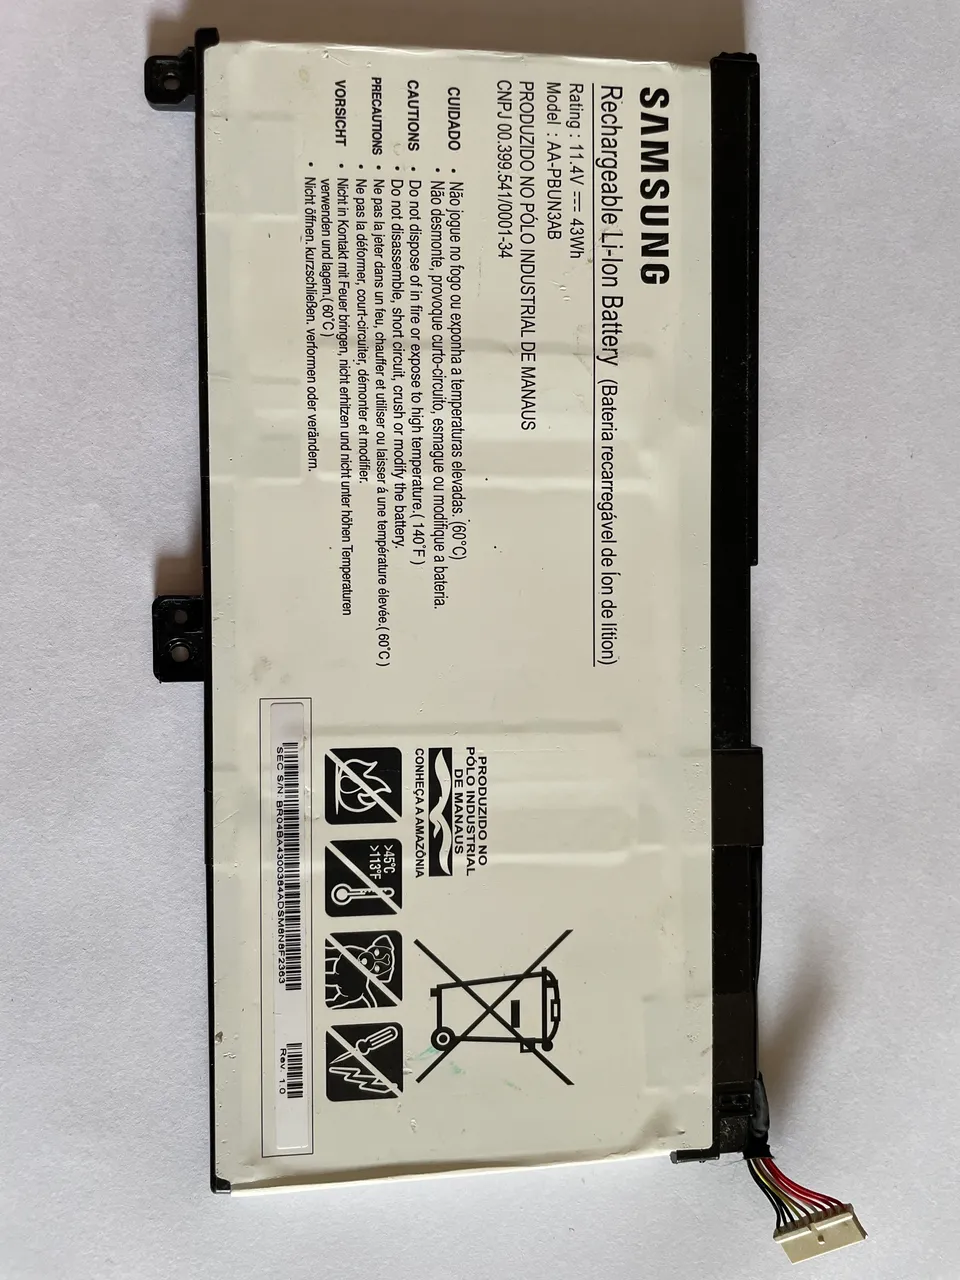 SAMSUNG
Rechargeable Li-Ion Battery (Bateria recarregável de Íon de lítion)
Rating : 11.4V ⎓ 43Wh
Model : AA-PBUN3AB
PRODUZIDO NO PÓLO INDUSTRIAL DE MANAUS
CNPJ 00.399.541/0001-34
CUIDADO • Não jogue no fogo ou exponha a temperaturas elevadas. (60°C)
• Não desmonte, provoque curto-circuito, esmague ou modifique a bateria.
CAUTIONS • Do not dispose of in fire or expose to high temperature.( 140°F )
• Do not disassemble, short circuit, crush or modify the battery.
PRECAUTIONS • Ne pas la jeter dans un feu, chauffer et utiliser ou laisser á une température élevée.( 60°C )
• Ne pas la déformer, court-circuiter, démonter et modifier.
VORSICHT • Nicht in Kontakt mit Feuer bringen, nicht erhitzen und nicht unter höhen Temperaturen
verwenden und lagern.( 60°C )
• Nicht öffnen. kurzschließen. verformen oder verändern.
PRODUZIDO NO
PÓLO INDUSTRIAL
DE MANAUS
CONHEÇA A AMAZÔNIA
>45°C
>113°F
SEC S/N: BR04BA4300384ADSM6N8F2363
Rev. 1.0